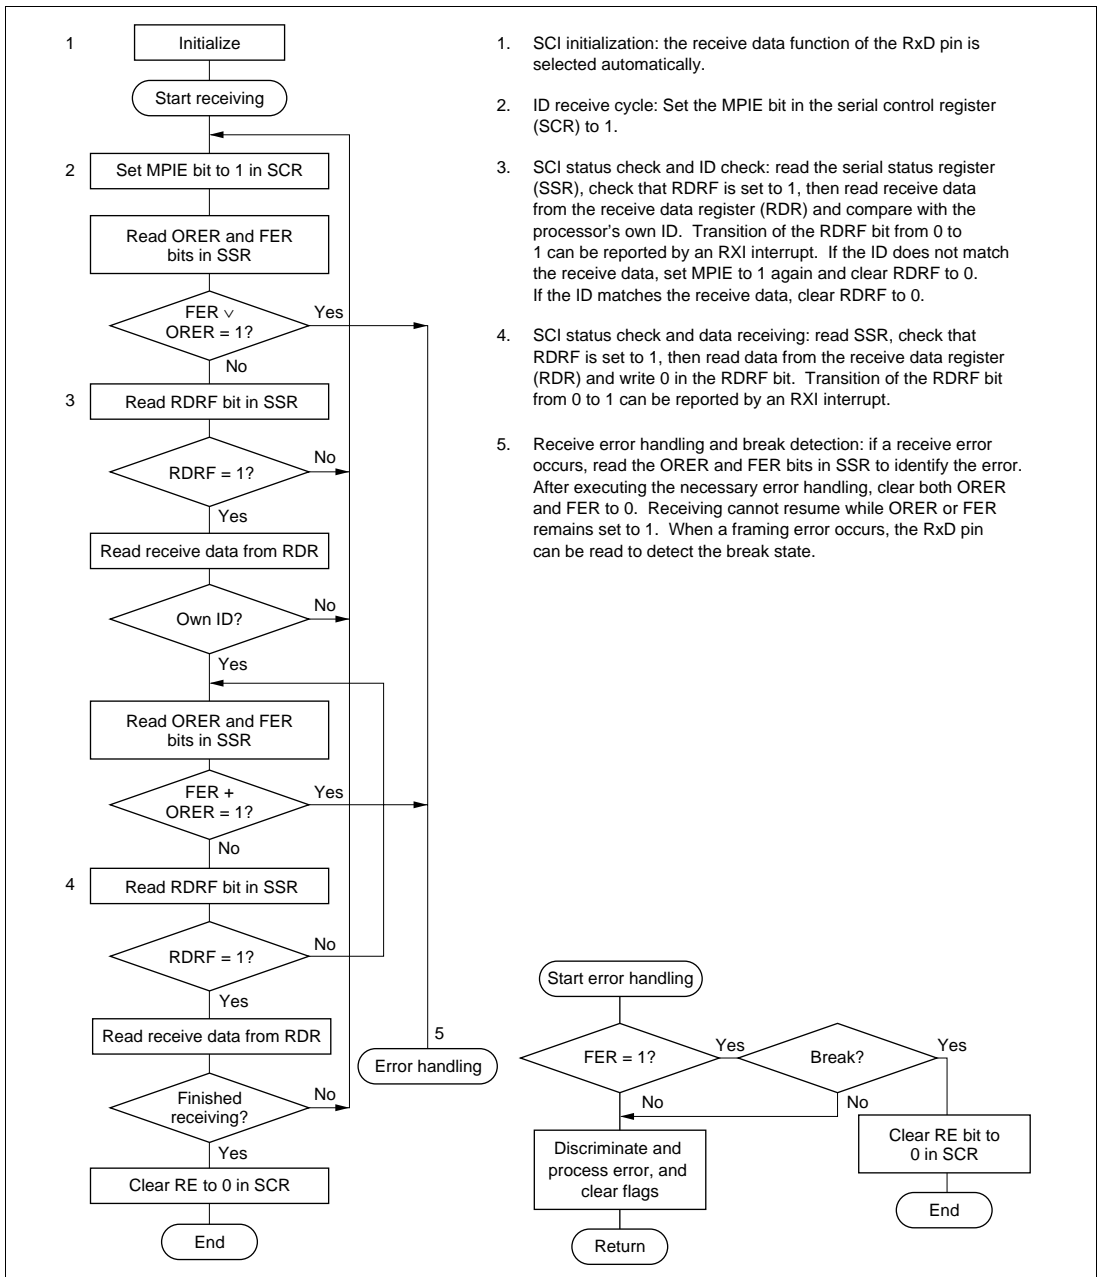 1
Initialize
Start receiving
2
Set MPIE bit to 1 in SCR
Read ORER and FER
bits in SSR
FER ∨
ORER = 1?
Yes
No
3
Read RDRF bit in SSR
RDRF = 1?
No
Yes
Read receive data from RDR
Own ID?
No
Yes
Read ORER and FER
bits in SSR
FER +
ORER = 1?
Yes
No
4
Read RDRF bit in SSR
RDRF = 1?
No
Yes
Read receive data from RDR
5
Error handling
Finished
receiving?
No
Yes
Clear RE to 0 in SCR
End
1. SCI initialization: the receive data function of the RxD pin is
selected automatically.
2. ID receive cycle: Set the MPIE bit in the serial control register
(SCR) to 1.
3. SCI status check and ID check: read the serial status register
(SSR), check that RDRF is set to 1, then read receive data
from the receive data register (RDR) and compare with the
processor's own ID. Transition of the RDRF bit from 0 to
1 can be reported by an RXI interrupt. If the ID does not match
the receive data, set MPIE to 1 again and clear RDRF to 0.
If the ID matches the receive data, clear RDRF to 0.
4. SCI status check and data receiving: read SSR, check that
RDRF is set to 1, then read data from the receive data register
(RDR) and write 0 in the RDRF bit. Transition of the RDRF bit
from 0 to 1 can be reported by an RXI interrupt.
5. Receive error handling and break detection: if a receive error
occurs, read the ORER and FER bits in SSR to identify the error.
After executing the necessary error handling, clear both ORER
and FER to 0. Receiving cannot resume while ORER or FER
remains set to 1. When a framing error occurs, the RxD pin
can be read to detect the break state.
Start error handling
FER = 1?
Yes
Break?
Yes
No
No
Discriminate and
process error, and
clear flags
Clear RE bit to
0 in SCR
Return
End